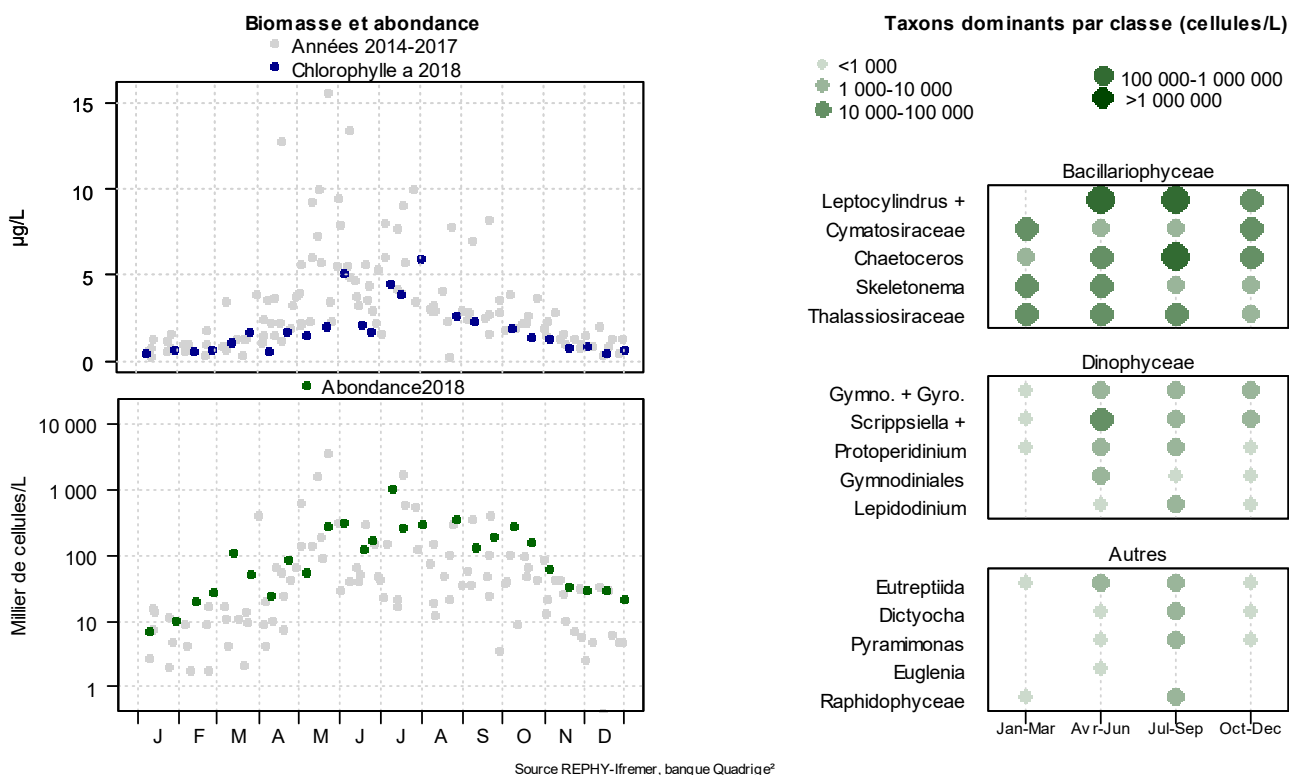 Biomasse et abondance
Années 2014-2017
Chlorophylle a 2018
15
10
5
0
µg/L
Abondance2018
10 000
1 000
100
10
1
Millier de cellules/L
J F M A M J J A S O N D
Taxons dominants par classe (cellules/L)
<1 000
1 000-10 000
10 000-100 000
100 000-1 000 000
>1 000 000
Bacillariophyceae
Leptocylindrus +
Cymatosiraceae
Chaetoceros
Skeletonema
Thalassiosiraceae
Dinophyceae
Gymno. + Gyro.
Scrippsiella +
Protoperidinium
Gymnodiniales
Lepidodinium
Autres
Eutreptiida
Dictyocha
Pyramimonas
Euglenia
Raphidophyceae
Jan-Mar Avr-Jun Jul-Sep Oct-Dec
Source REPHY-Ifremer, banque Quadrige²